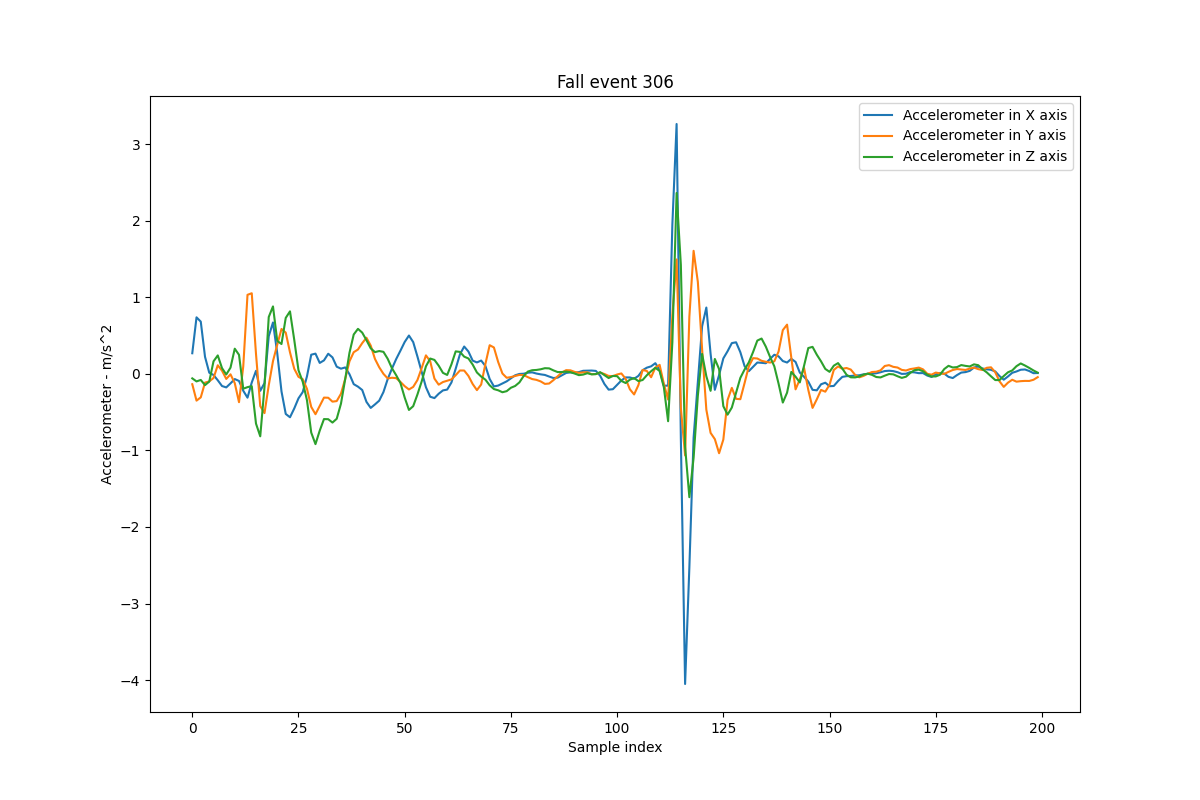 Fall event 306
Accelerometer in X axis
Accelerometer in Y axis
Accelerometer in Z axis
Accelerometer - m/s^2
3
2
1
0
−1
−2
−3
−4
0 25 50 75 100 125 150 175 200
Sample index